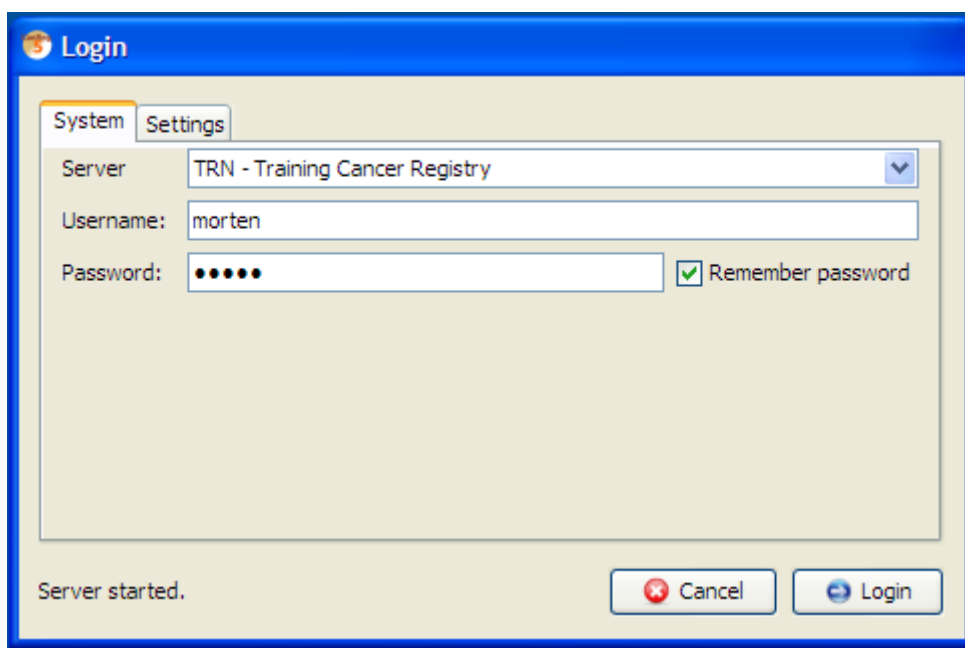 Login
System Settings
Server TRN - Training Cancer Registry
Username: morten
Password: ●●●●● Remember password
Server started. Cancel Login